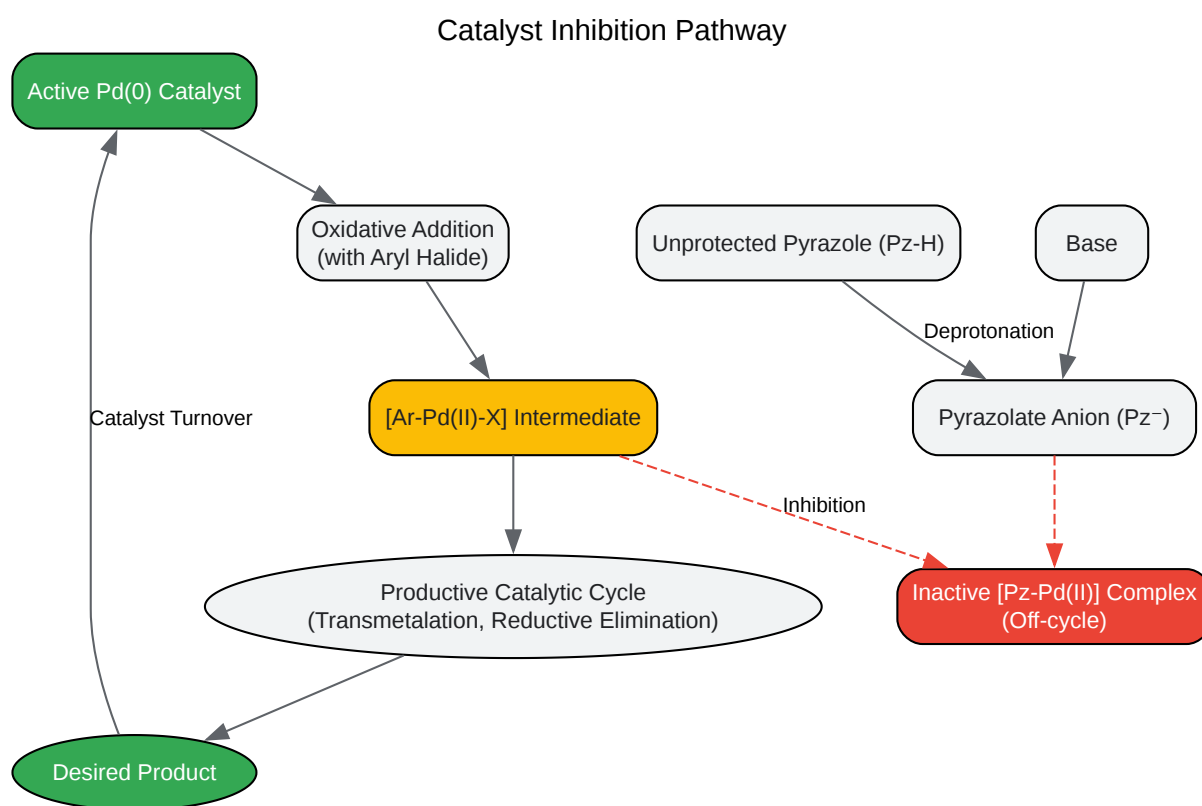 Catalyst Inhibition Pathway
Active Pd(0) Catalyst
Oxidative Addition
(with Aryl Halide)
Unprotected Pyrazole (Pz-H)
Base
Deprotonation
[Ar-Pd(II)-X] Intermediate
Pyrazolate Anion (Pz⁻)
Catalyst Turnover
Inhibition
Productive Catalytic Cycle
(Transmetalation, Reductive Elimination)
Inactive [Pz-Pd(II)] Complex
(Off-cycle)
Desired Product